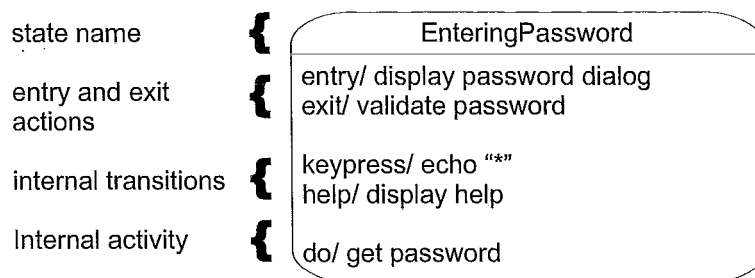 state name { EnteringPassword
entry and exit actions { entry/ display password dialog
exit/ validate password
internal transitions { keypress/ echo “*”
help/ display help
Internal activity { do/ get password